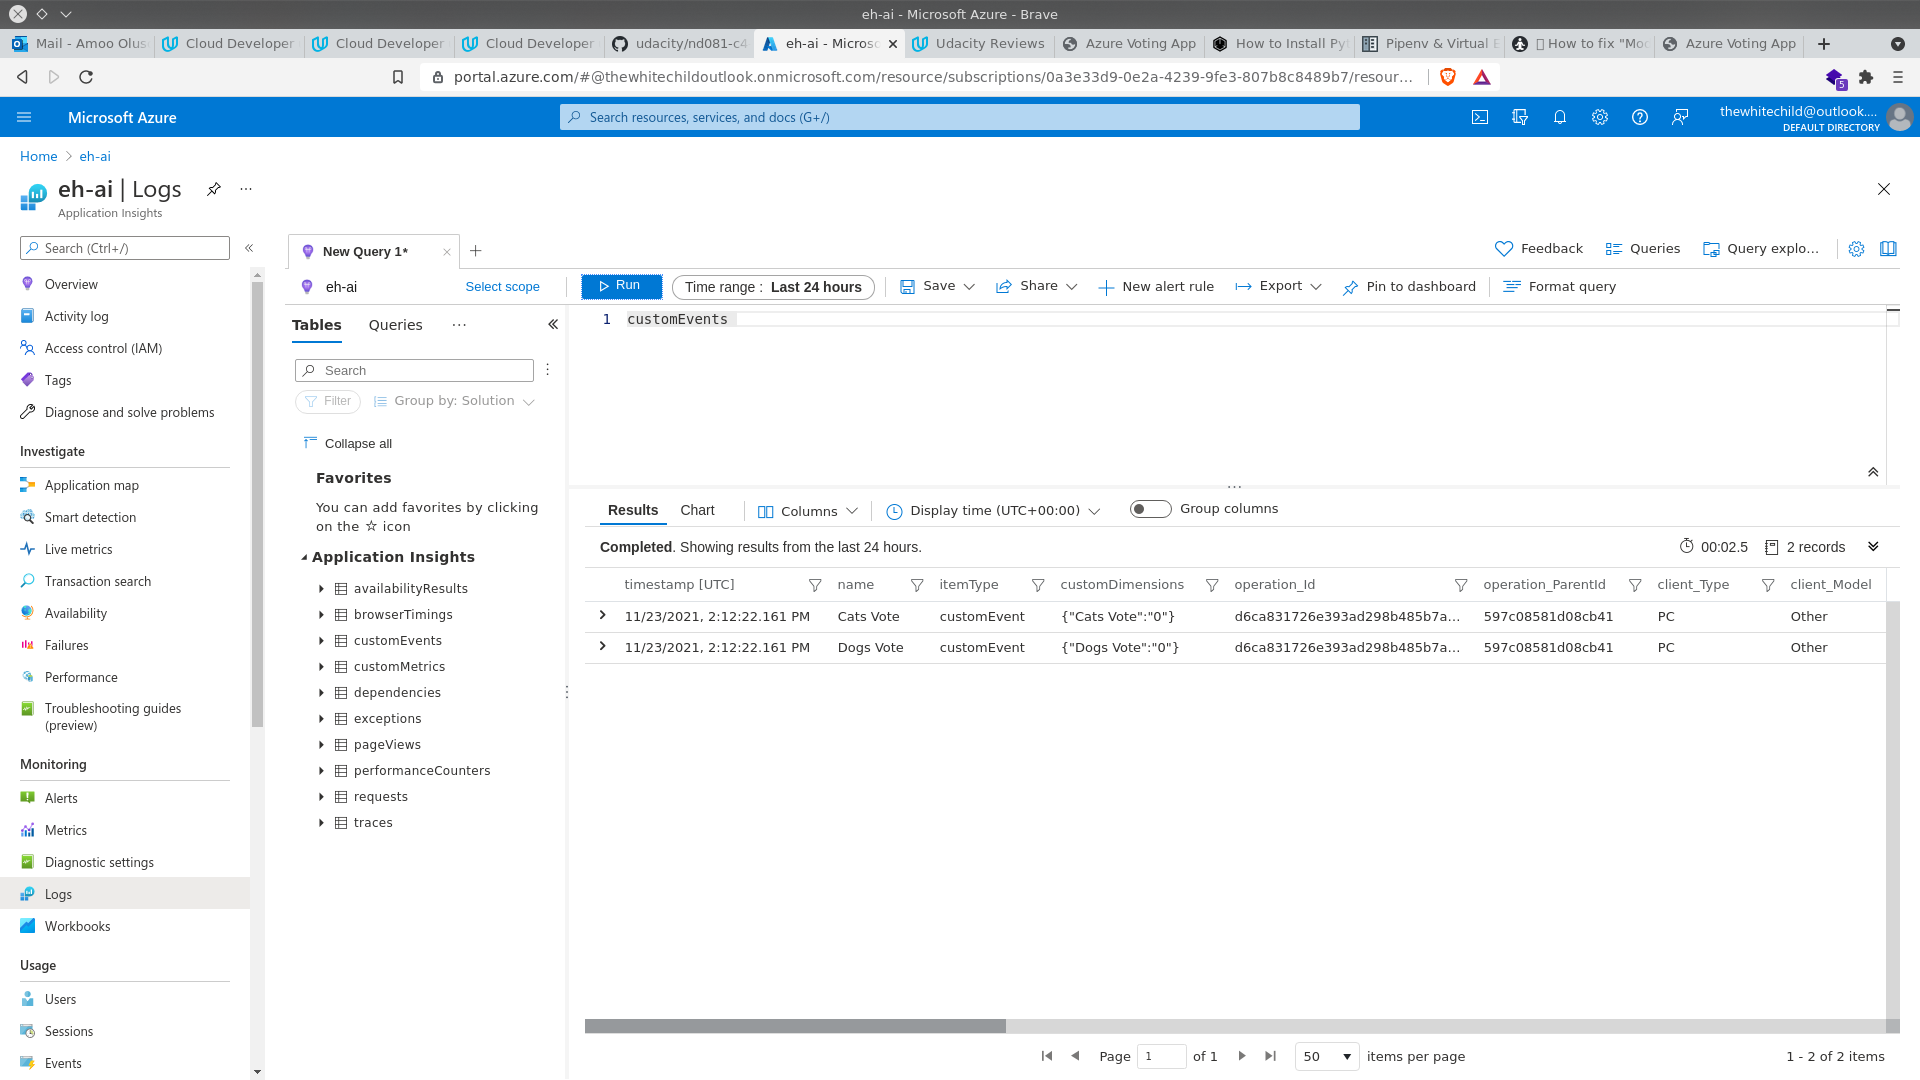 eh-ai - Microsoft Azure - Brave
Mail - Amoo Olus
Cloud Developer
Cloud Developer
Cloud Developer
udacity/nd081-c4
eh-ai - Microsc
Udacity Reviews
Azure Voting App
How to Install Pyt
Pipenv & Virtual E
How to fix "Moc
Azure Voting App
portal.azure.com/#@thewhitechildoutlook.onmicrosoft.com/resource/subscriptions/0a3e33d9-0e2a-4239-9fe3-807b8c8489b7/resour...
5
Microsoft Azure
Search resources, services, and docs (G+/)
thewhitechild@outlook....
DEFAULT DIRECTORY
Home > eh-ai
eh-ai | Logs
Application Insights
Search (Ctrl+/)
Overview
Activity log
Access control (IAM)
Tags
Diagnose and solve problems
Investigate
Application map
Smart detection
Live metrics
Transaction search
Availability
Failures
Performance
Troubleshooting guides
(preview)
Monitoring
Alerts
Metrics
Diagnostic settings
Logs
Workbooks
Usage
Users
Sessions
Events
New Query 1*
Feedback
Queries
Query explo...
eh-ai
Select scope
Run
Time range : Last 24 hours
Save
Share
New alert rule
Export
Pin to dashboard
Format query
Tables
Queries
Search
Filter
Group by: Solution
Collapse all
Favorites
You can add favorites by clicking
on the ☆ icon
Application Insights
availabilityResults
browserTimings
customEvents
customMetrics
dependencies
exceptions
pageViews
performanceCounters
requests
traces
1 customEvents
Results
Chart
Columns
Display time (UTC+00:00)
Group columns
Completed. Showing results from the last 24 hours.
00:02.5
2 records
timestamp [UTC] name itemType customDimensions operation_Id operation_ParentId client_Type client_Model
11/23/2021, 2:12:22.161 PM Cats Vote customEvent {"Cats Vote":"0"} d6ca831726e393ad298b485b7a... 597c08581d08cb41 PC Other
11/23/2021, 2:12:22.161 PM Dogs Vote customEvent {"Dogs Vote":"0"} d6ca831726e393ad298b485b7a... 597c08581d08cb41 PC Other
Page 1 of 1
50 items per page
1 - 2 of 2 items